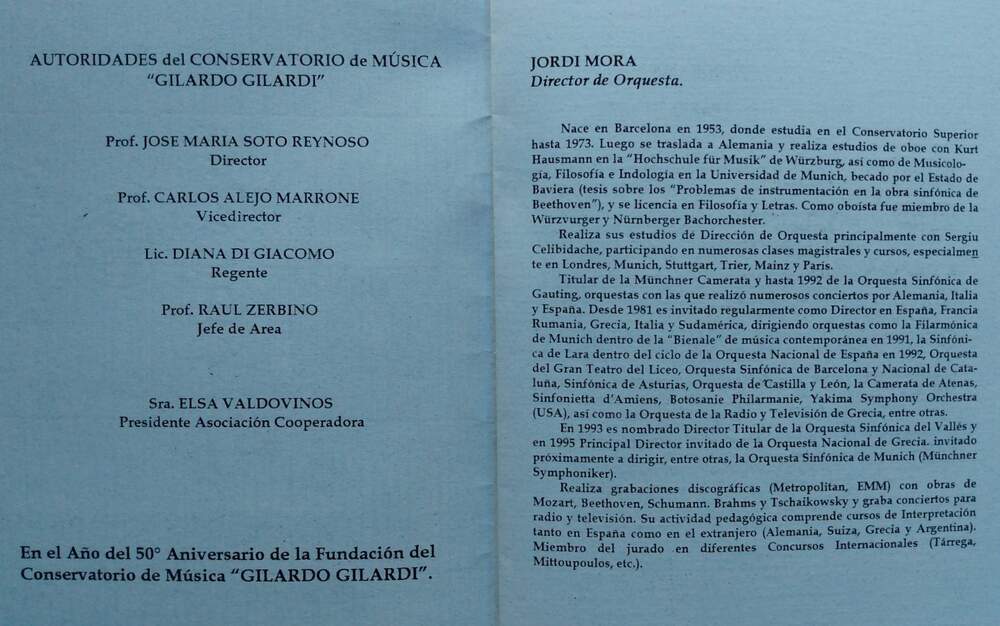 AUTORIDADES del CONSERVATORIO de MÚSICA
"GILARDO GILARDI"
Prof. JOSE MARIA SOTO REYNOSO
Director
Prof. CARLOS ALEJO MARRONE
Vicedirector
Lic. DIANA DI GIACOMO
Regente
Prof. RAUL ZERBINO
Jefe de Area
Sra. ELSA VALDOVINOS
Presidente Asociación Cooperadora
En el Año del 50° Aniversario de la Fundación del
Conservatorio de Música "GILARDO GILARDI".
JORDI MORA
Director de Orquesta.
Nace en Barcelona en 1953, donde estudia en el Conservatorio Superior
hasta 1973. Luego se traslada a Alemania y realiza estudios de oboe con Kurt
Hausmann en la "Hochschule für Musik" de Würzburg, así como de Musicolo-
gía, Filosofía e Indología en la Universidad de Munich, becado por el Estado de
Baviera (tesis sobre los "Problemas de instrumentación en la obra sinfónica de
Beethoven"), y se licencia en Filosofía y Letras. Como oboísta fue miembro de la
Würzvurger y Nürnberger Bachorchester.
Realiza sus estudios de Dirección de Orquesta principalmente con Sergiu
Celibidache, participando en numerosas clases magistrales y cursos, especialmen
te en Londres, Munich, Stuttgart, Trier, Mainz y París.
Titular de la Münchner Camerata y hasta 1992 de la Orquesta Sinfónica de
Gauting, orquestas con las que realizó numerosos conciertos por Alemania, Italia
y España. Desde 1981 es invitado regularmente como Director en España, Francia
Rumania, Grecia, Italia y Sudamérica, dirigiendo orquestas como la Filarmónica
de Munich dentro de la "Bienale" de música contemporánea en 1991, la Sinfóni-
ca de Lara dentro del ciclo de la Orquesta Nacional de España en 1992, Orquesta
del Gran Teatro del Liceo, Orquesta Sinfónica de Barcelona y Nacional de Cata-
luña, Sinfónica de Asturias, Orquesta de Castilla y León, la Camerata de Atenas,
Sinfonietta d'Amiens, Botosanie Philarmanie, Yakima Symphony Orchestra
(USA), así como la Orquesta de la Radio y Televisión de Grecia, entre otras.
En 1993 es nombrado Director Titular de la Orquesta Sinfónica del Vallés y
en 1995 Principal Director invitado de la Orquesta Nacional de Grecia. invitado
próximamente a dirigir, entre otras, la Orquesta Sinfónica de Munich (Münchner
Symphoniker).
Realiza grabaciones discográficas (Metropolitan, EMM) con obras de
Mozart, Beethoven, Schumann. Brahms y Tschaikowsky y graba conciertos para
radio y televisión. Su actividad pedagógica comprende cursos de Interpretación
tanto en España como en el extranjero (Alemania, Suiza, Grecia y Argentina).
Miembro del jurado en diferentes Concursos Internacionales (Tárrega,
Mittoupoulos, etc.).